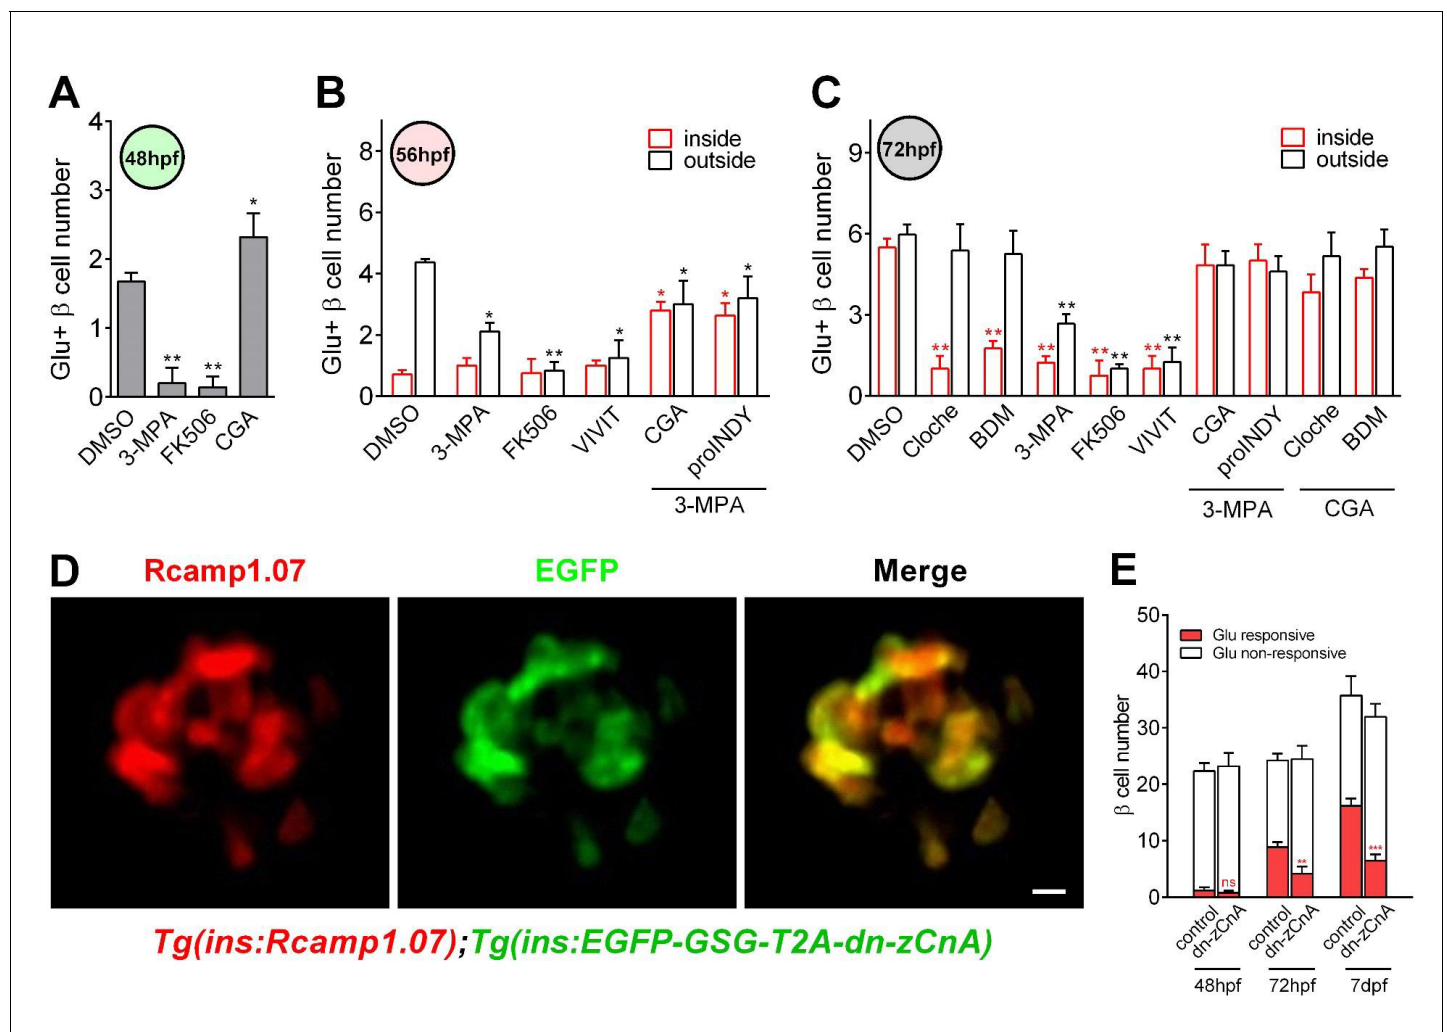 A
Glu+ β cell number
4
3
2
1
0
48hpf
*
**
**
DMSO
3-MPA
FK506
CGA
B
Glu+ β cell number
8
6
4
2
0
56hpf
inside
outside
*
**
*
*
*
*
*
DMSO
3-MPA
FK506
VIVIT
CGA
proINDY
3-MPA
C
Glu+ β cell number
9
6
3
0
72hpf
inside
outside
**
**
**
**
**
**
**
**
DMSO
Cloche
BDM
3-MPA
FK506
VIVIT
CGA
proINDY
Cloche
BDM
3-MPA
CGA
D
Rcamp1.07
EGFP
Merge
Tg(ins:Rcamp1.07);Tg(ins:EGFP-GSG-T2A-dn-zCnA)
E
β cell number
50
40
30
20
10
0
Glu responsive
Glu non-responsive
ns
**
***
control
dn-zCnA
control
dn-zCnA
control
dn-zCnA
48hpf
72hpf
7dpf